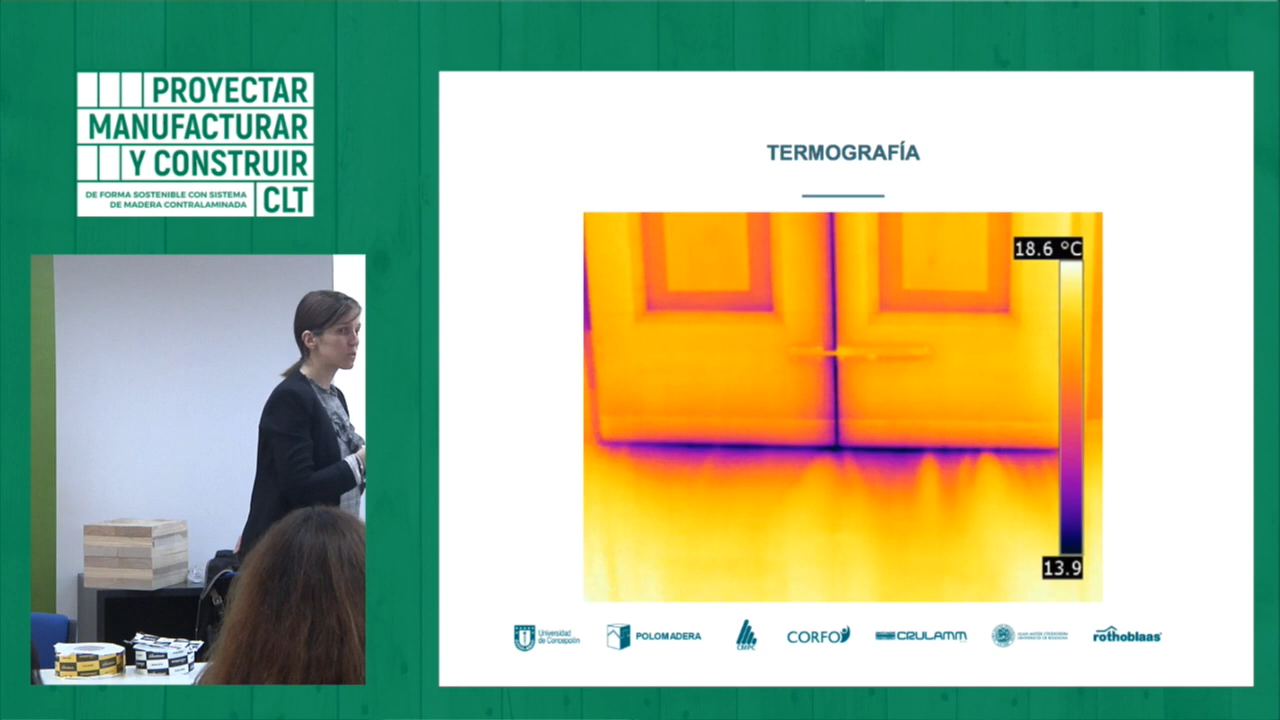 PROYECTAR
MANUFACTURAR
Y CONSTRUIR
DE FORMA SOSTENIBLE CON SISTEMA
DE MADERA CONTRALAMINADA
CLT
TERMOGRAFÍA
18.6 °C
13.9
Universidad
de Concepción
POLOMADERA
CMPC
CORFO
CRULAMM
rothoblaas